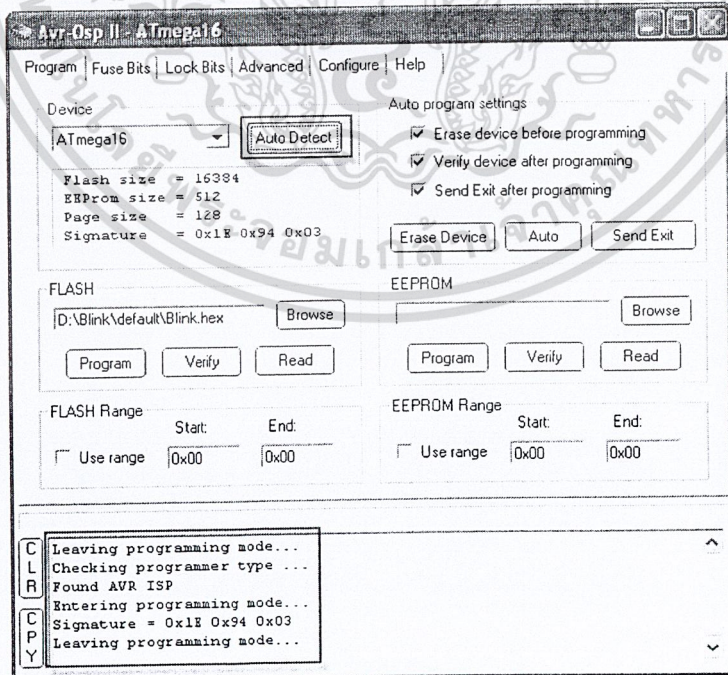 Avr-Osp II - ATmega16
Program Fuse Bits Lock Bits Advanced Configure Help
Device
ATmega16 Auto Detect
Flash size = 16384
EEProm size = 512
Page size = 128
Signature = 0x1E 0x94 0x03
Auto program settings
Erase device before programming
Verify device after programming
Send Exit after programming
Erase Device Auto Send Exit
FLASH
D:\Blink\default\Blink.hex Browse
Program Verify Read
EEPROM
Browse
Program Verify Read
FLASH Range
Start: End:
Use range 0x00 0x00
EEPROM Range
Start: End:
Use range 0x00 0x00
CLR
CPY
Leaving programming mode...
Checking programmer type ...
Found AVR ISP
Entering programming mode...
Signature = 0x1E 0x94 0x03
Leaving programming mode...